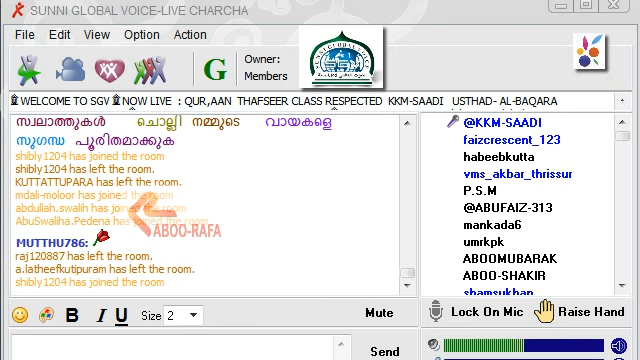 SUNNI GLOBAL VOICE-LIVE CHARCHA
File Edit View Option Action
G
Owner:
Members
WELCOME TO SGV NOW LIVE : QUR,AAN THAFSEER CLASS RESPECTED KKM-SAADI USTHAD- AL-BAQARA
സ്വലാത്തുകൾ ചൊല്ലി നമ്മുടെ വായകളെ
സുഗന്ധ പൂരിതമാക്കുക
shibly1204 has joined the room
shibly1204 has left the room.
KUTTATTUPARA has left the room.
mdali-moloor has joined the room
abdullah.swalih has joined the room
AbuSwaliha.Pedena has joined the room
ABOO-RAFA
MUTTHU786:
raj120887 has left the room.
a.latheefkutipuram has left the room.
shibly1204 has joined the room
@KKM-SAADI
faizcrescent_123
habeebkutta
vms_akbar_thrissur
P.S.M
@ABUFAIZ-313
mankada6
umrkpk
ABOOMUBARAK
ABOO-SHAKIR
shamsukhan
B I U Size 2 Mute
Lock On Mic Raise Hand
Send